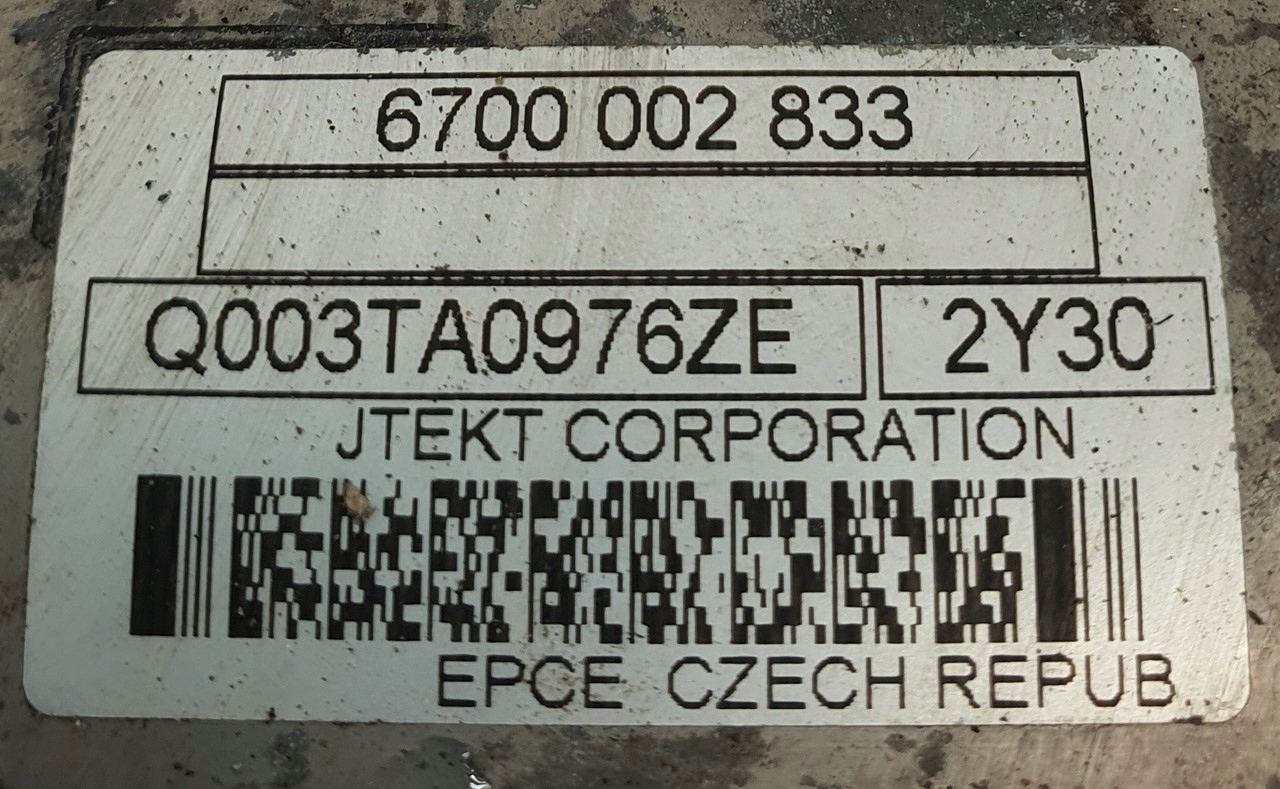 6700 002 833
Q003TA0976ZE 2Y30
JTEKT CORPORATION
EPCE CZECH REPUB